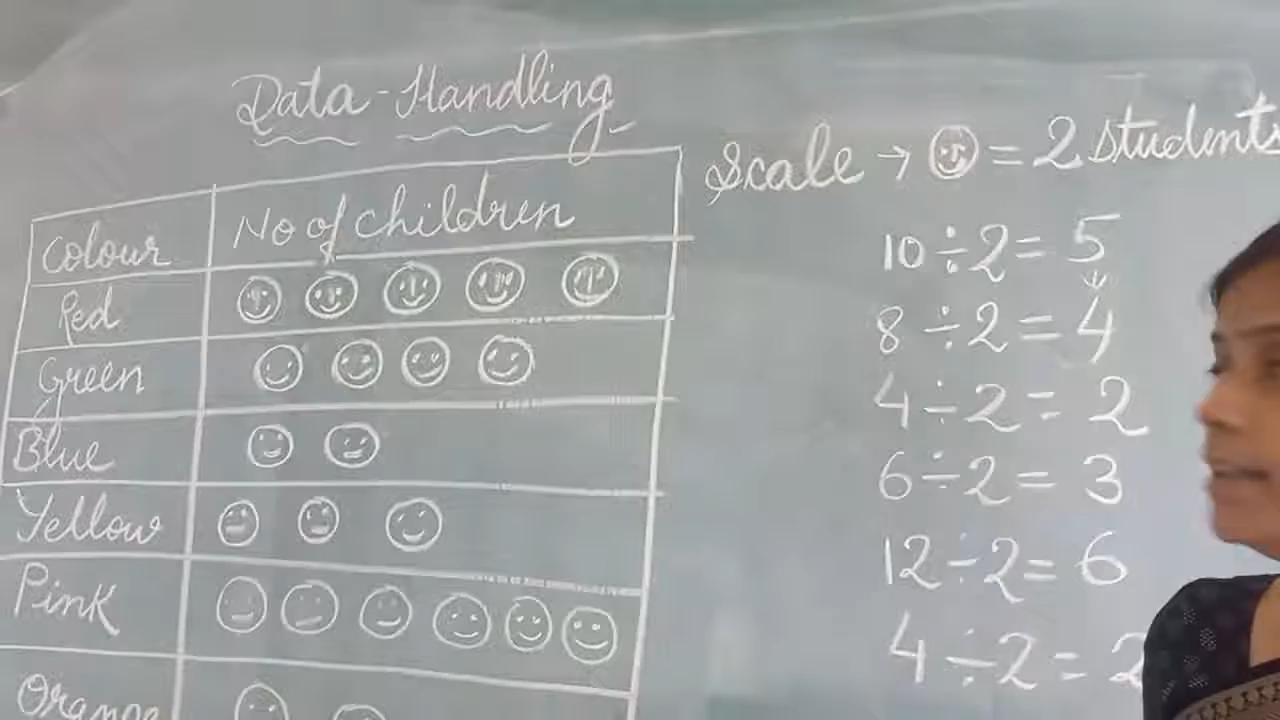 Data-Handling
Scale → = 2 students
Colour No of children
Red
Green
Blue
Yellow
Pink
Orange
10 ÷ 2 = 5
8 ÷ 2 = 4
4 ÷ 2 = 2
6 ÷ 2 = 3
12 ÷ 2 = 6
4 ÷ 2 = 2